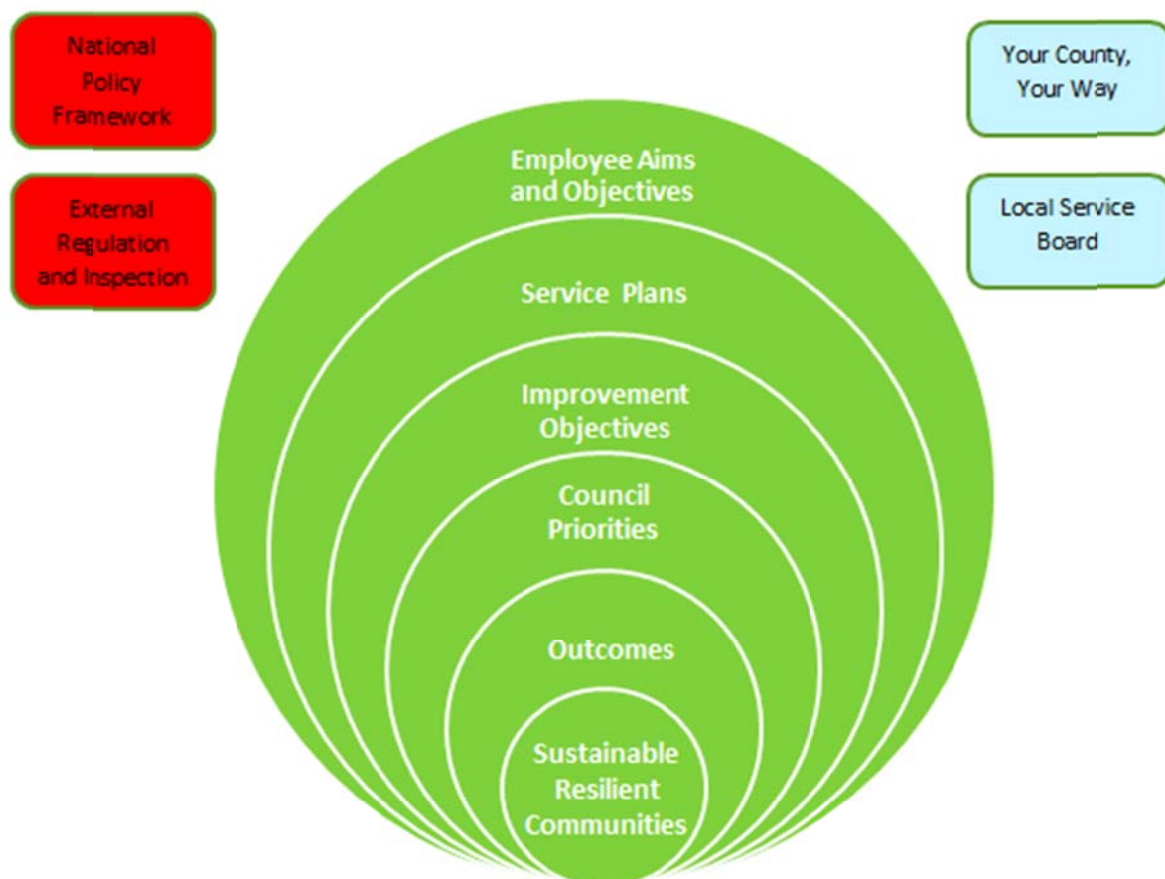 National
Policy
Framework
External
Regulation
and Inspection
Your County,
Your Way
Local Service
Board
Employee Aims
and Objectives
Service Plans
Improvement
Objectives
Council
Priorities
Outcomes
Sustainable
Resilient
Communities